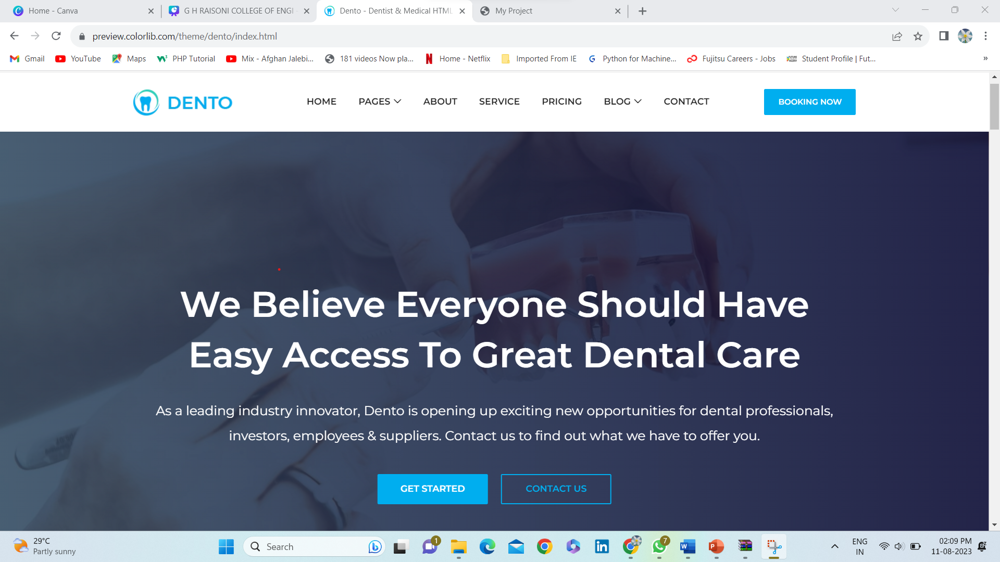 Home - Canva
G H RAISONI COLLEGE OF ENGI
Dento - Dentist & Medical HTML
My Project
preview.colorlib.com/theme/dento/index.html
Gmail
YouTube
Maps
PHP Tutorial
Mix - Afghan Jalebi...
181 videos Now pla...
Home - Netflix
Imported From IE
Python for Machine...
Fujitsu Careers - Jobs
Student Profile | Fut...
»
DENTO
HOME
PAGES
ABOUT
SERVICE
PRICING
BLOG
CONTACT
BOOKING NOW
We Believe Everyone Should Have
Easy Access To Great Dental Care
As a leading industry innovator, Dento is opening up exciting new opportunities for dental professionals,
investors, employees & suppliers. Contact us to find out what we have to offer you.
GET STARTED
CONTACT US
29°C
Partly sunny
Search
1
7
ENG
IN
02:09 PM
11-08-2023